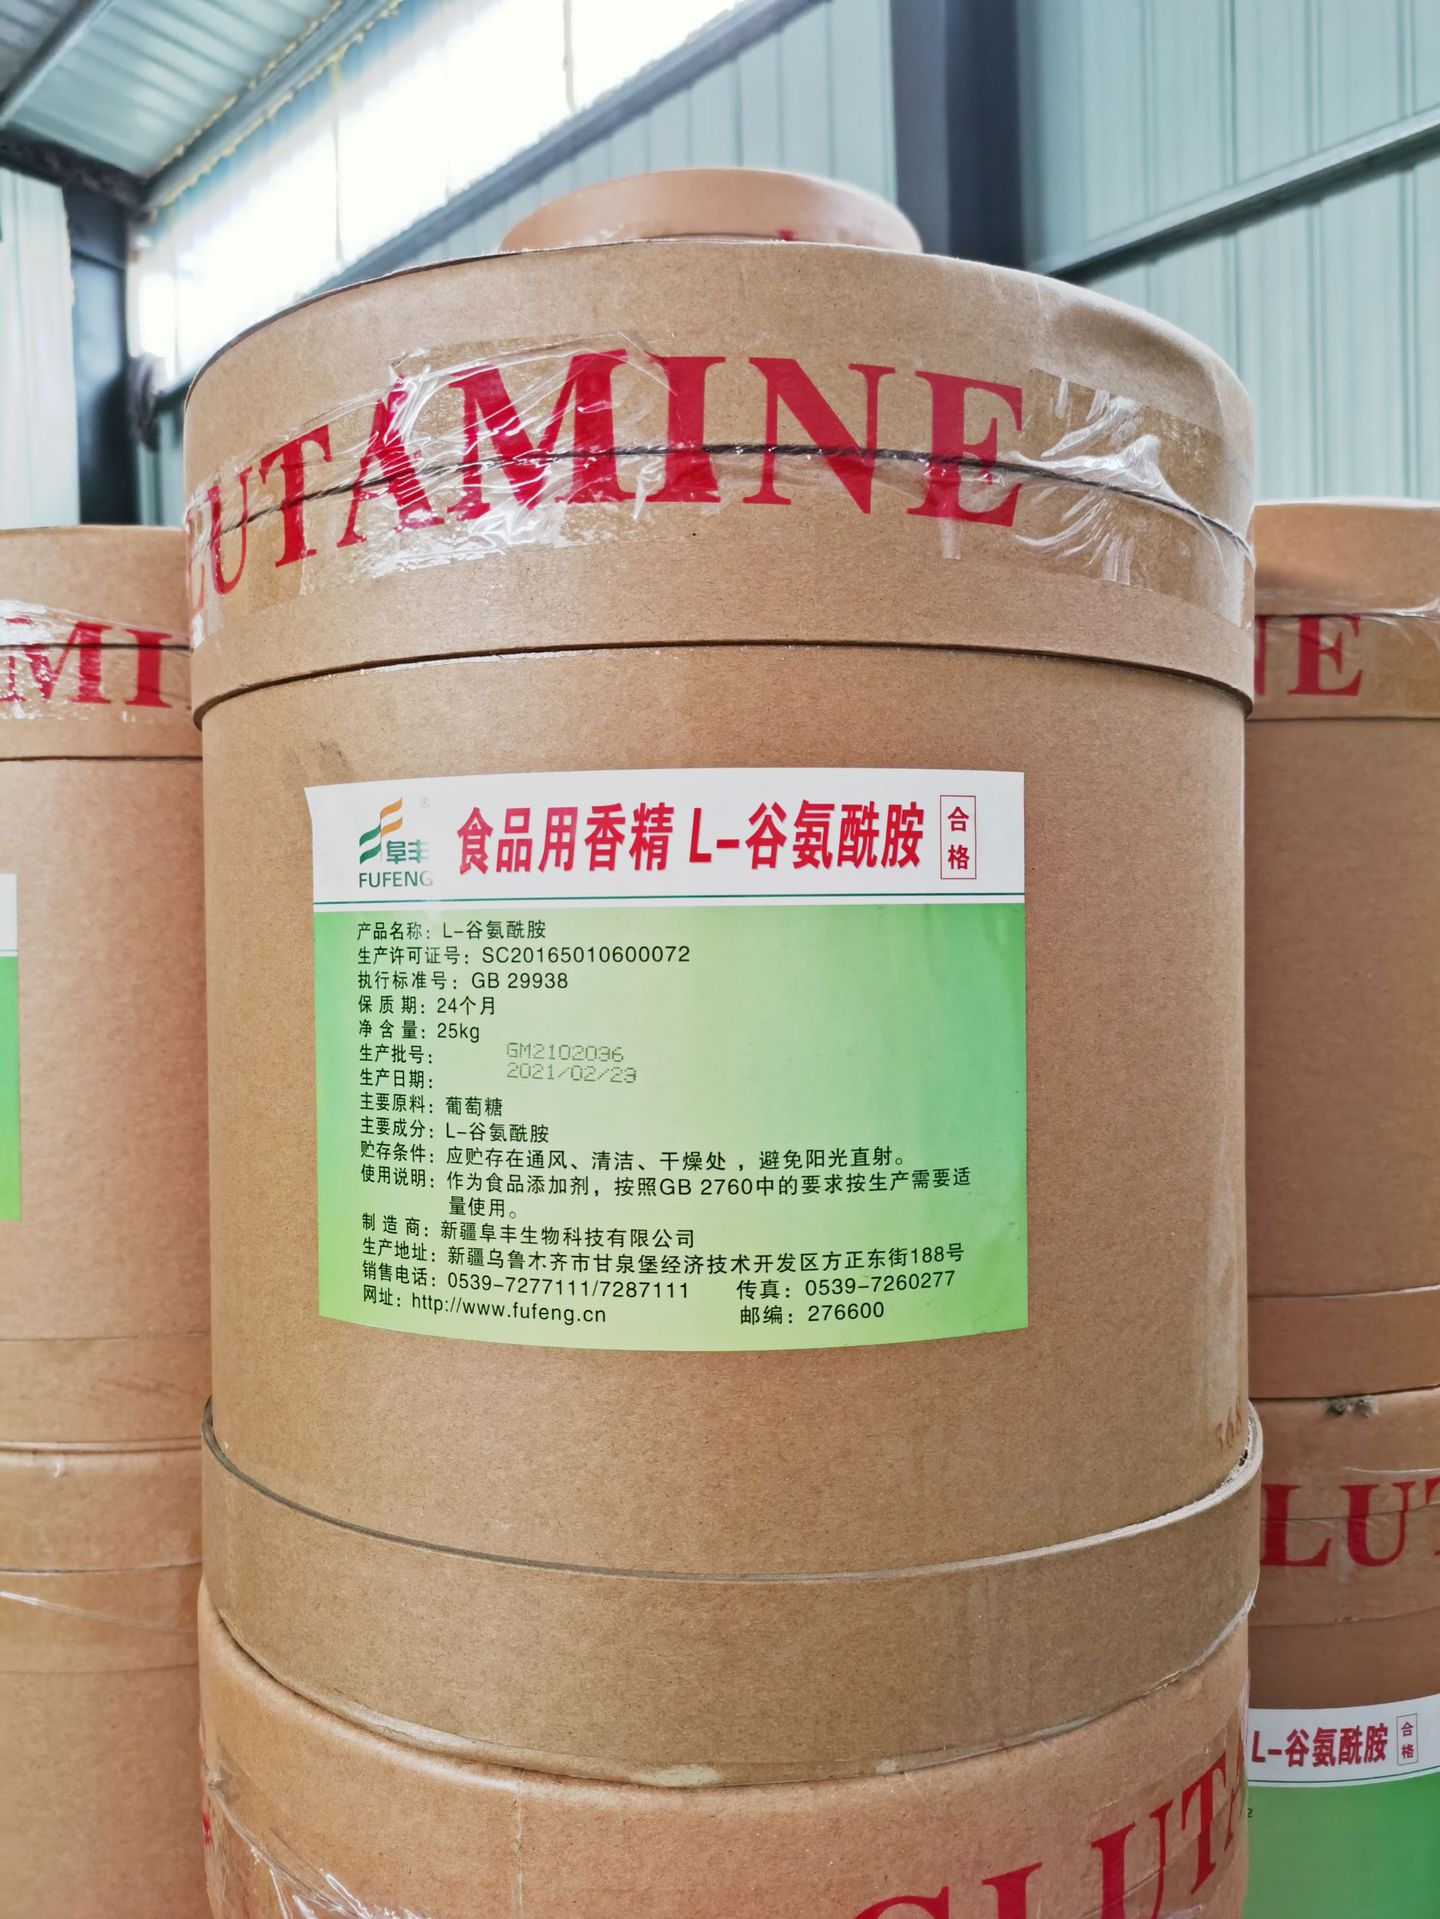 GLUTAMINE
MI
NE
阜丰
®
FUFENG
食品用香精 L-谷氨酰胺
合格
产品名称：L-谷氨酰胺
生产许可证号：SC20165010600072
执行标准号：GB 29938
保质期：24个月
净含量：25kg
生产批号：GM2102096
生产日期：2021/02/23
主要原料：葡萄糖
主要成分：L-谷氨酰胺
贮存条件：应贮存在通风、清洁、干燥处，避免阳光直射。
使用说明：作为食品添加剂，按照GB 2760中的要求按生产需要适
量使用。
制造商：新疆阜丰生物科技有限公司
生产地址：新疆乌鲁木齐市甘泉堡经济技术开发区方正东街188号
销售电话：0539-7277111/7287111 传真：0539-7260277
网址：http://www.fufeng.cn 邮编：276600
LUT
L-谷氨酰胺
合格
GLUTA